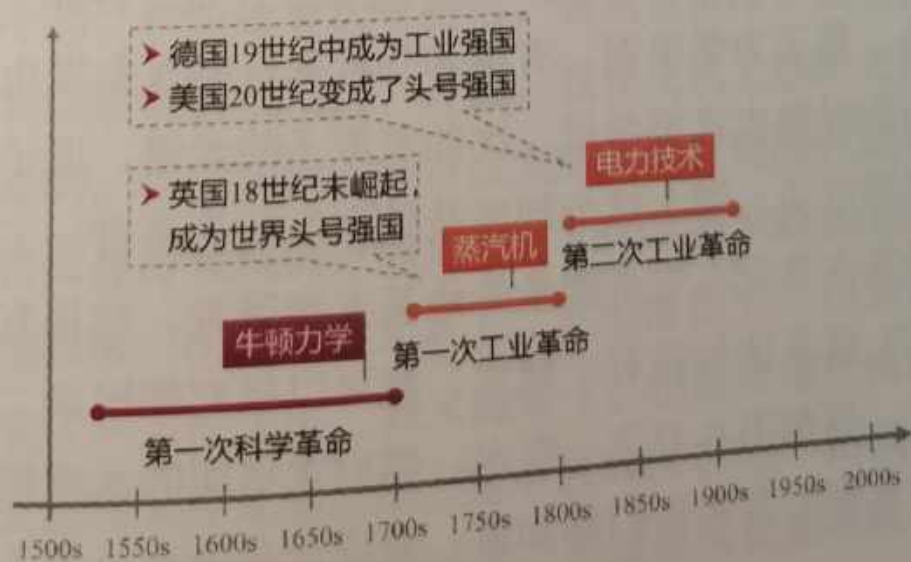 ➤ 德国19世纪中成为工业强国
➤ 美国20世纪变成了头号强国
➤ 英国18世纪末崛起，
成为世界头号强国
电力技术
第二次工业革命
蒸汽机
第一次工业革命
牛顿力学
第一次科学革命
1500s 1550s 1600s 1650s 1700s 1750s 1800s 1850s 1900s 1950s 2000s